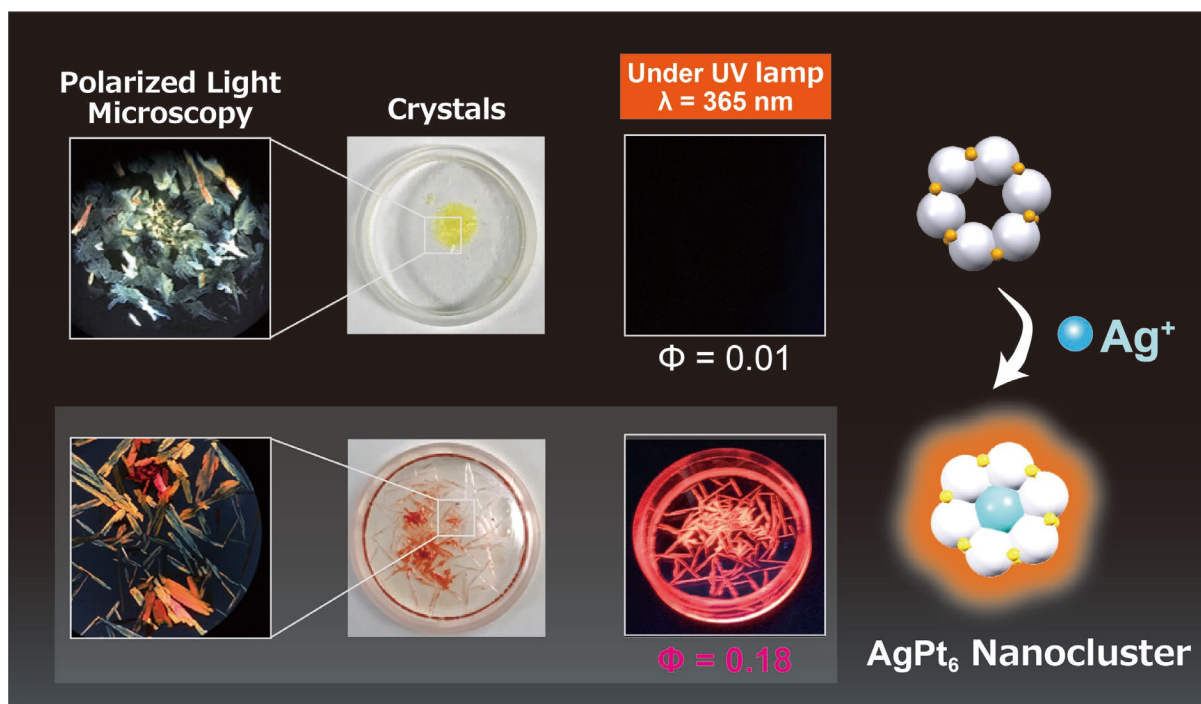 Polarized Light
Microscopy
Crystals
Under UV lamp
λ = 365 nm
Φ = 0.01
Ag⁺
Φ = 0.18
AgPt₆ Nanocluster